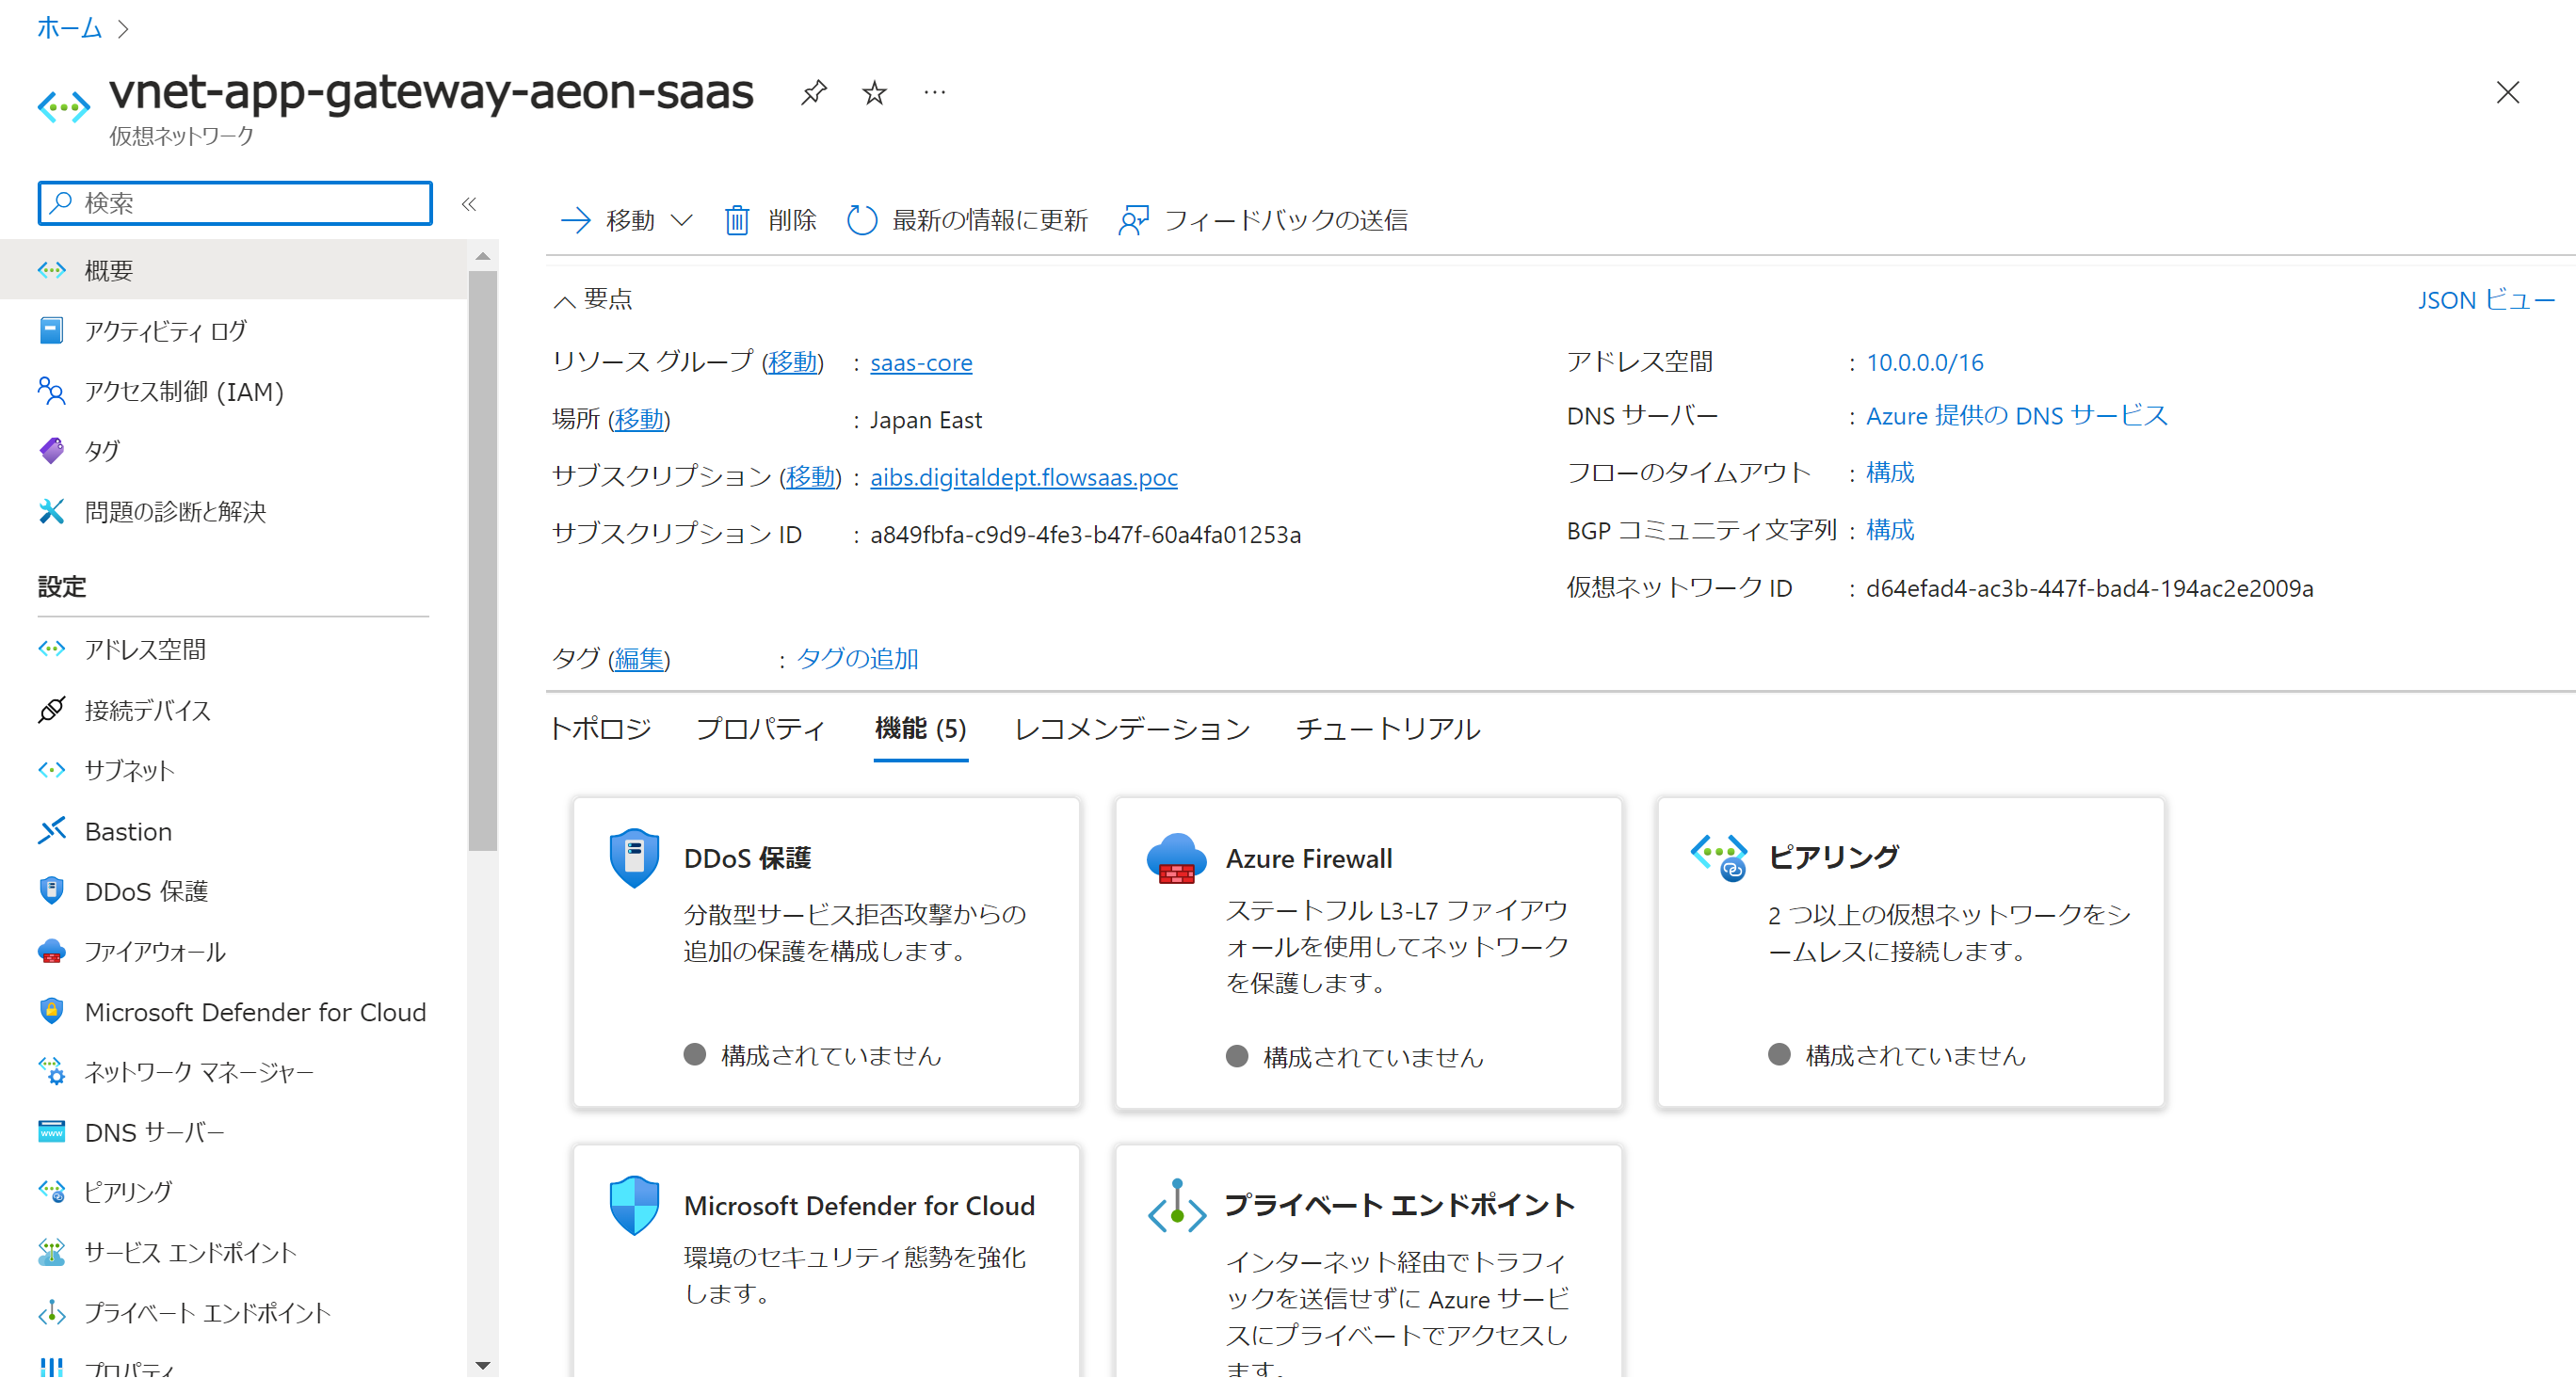 ホーム
vnet-app-gateway-aeon-saas
仮想ネットワーク
検索
概要
アクティビティ ログ
アクセス制御 (IAM)
タグ
問題の診断と解決
設定
アドレス空間
接続デバイス
サブネット
Bastion
DDoS 保護
ファイアウォール
Microsoft Defender for Cloud
ネットワーク マネージャー
DNS サーバー
ピアリング
サービス エンドポイント
プライベート エンドポイント
プロパティ
移動 削除 最新の情報に更新 フィードバックの送信
要点
JSON ビュー
リソース グループ (移動) : saas-core
場所 (移動) : Japan East
サブスクリプション (移動) : aibs.digitaldept.flowsaas.poc
サブスクリプション ID : a849fbfa-c9d9-4fe3-b47f-60a4fa01253a
アドレス空間 : 10.0.0.0/16
DNS サーバー : Azure 提供の DNS サービス
フローのタイムアウト : 構成
BGP コミュニティ文字列 : 構成
仮想ネットワーク ID : d64efad4-ac3b-447f-bad4-194ac2e2009a
タグ (編集) : タグの追加
トポロジ プロパティ 機能 (5) レコメンデーション チュートリアル
DDoS 保護
分散型サービス拒否攻撃からの
追加の保護を構成します。
構成されていません
Azure Firewall
ステートフル L3-L7 ファイアウ
ォールを使用してネットワーク
を保護します。
構成されていません
ピアリング
2 つ以上の仮想ネットワークをシ
ームレスに接続します。
構成されていません
Microsoft Defender for Cloud
環境のセキュリティ態勢を強化
します。
プライベート エンドポイント
インターネット経由でトラフィ
ックを送信せずに Azure サービ
スにプライベートでアクセスし
ます。